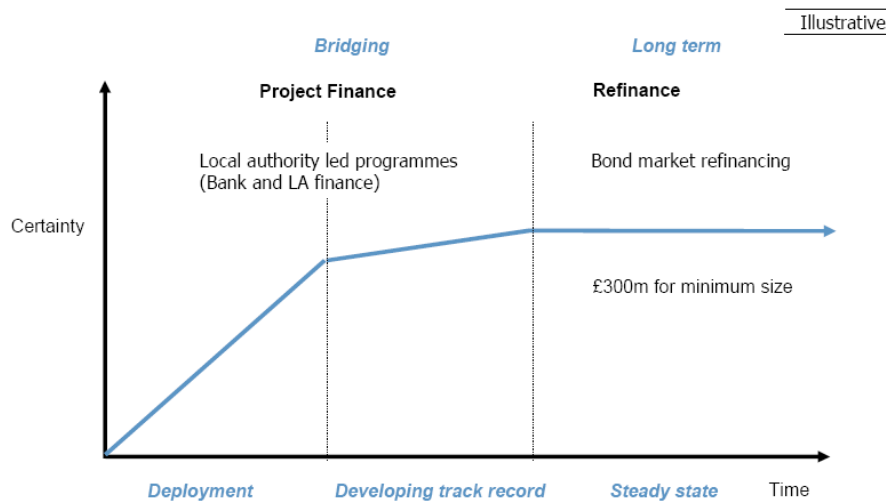 Illustrative
Bridging
Long term
Project Finance
Refinance
Local authority led programmes
(Bank and LA finance)
Bond market refinancing
Certainty
£300m for minimum size
Deployment
Developing track record
Steady state
Time